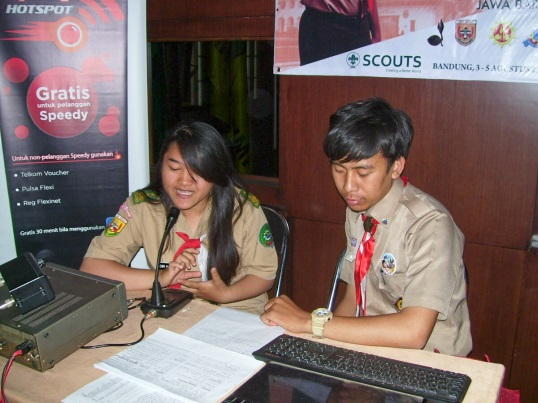 HOTSPOT
Gratis
untuk pelanggan
Speedy
Untuk non-pelanggan Speedy gunakan
Telkom Voucher
Pulsa Flexi
Reg Flexinet
Gratis 30 menit bila menggunakan
JAWA BA
SCOUTS
BANDUNG, 3-5 AGUSTUS